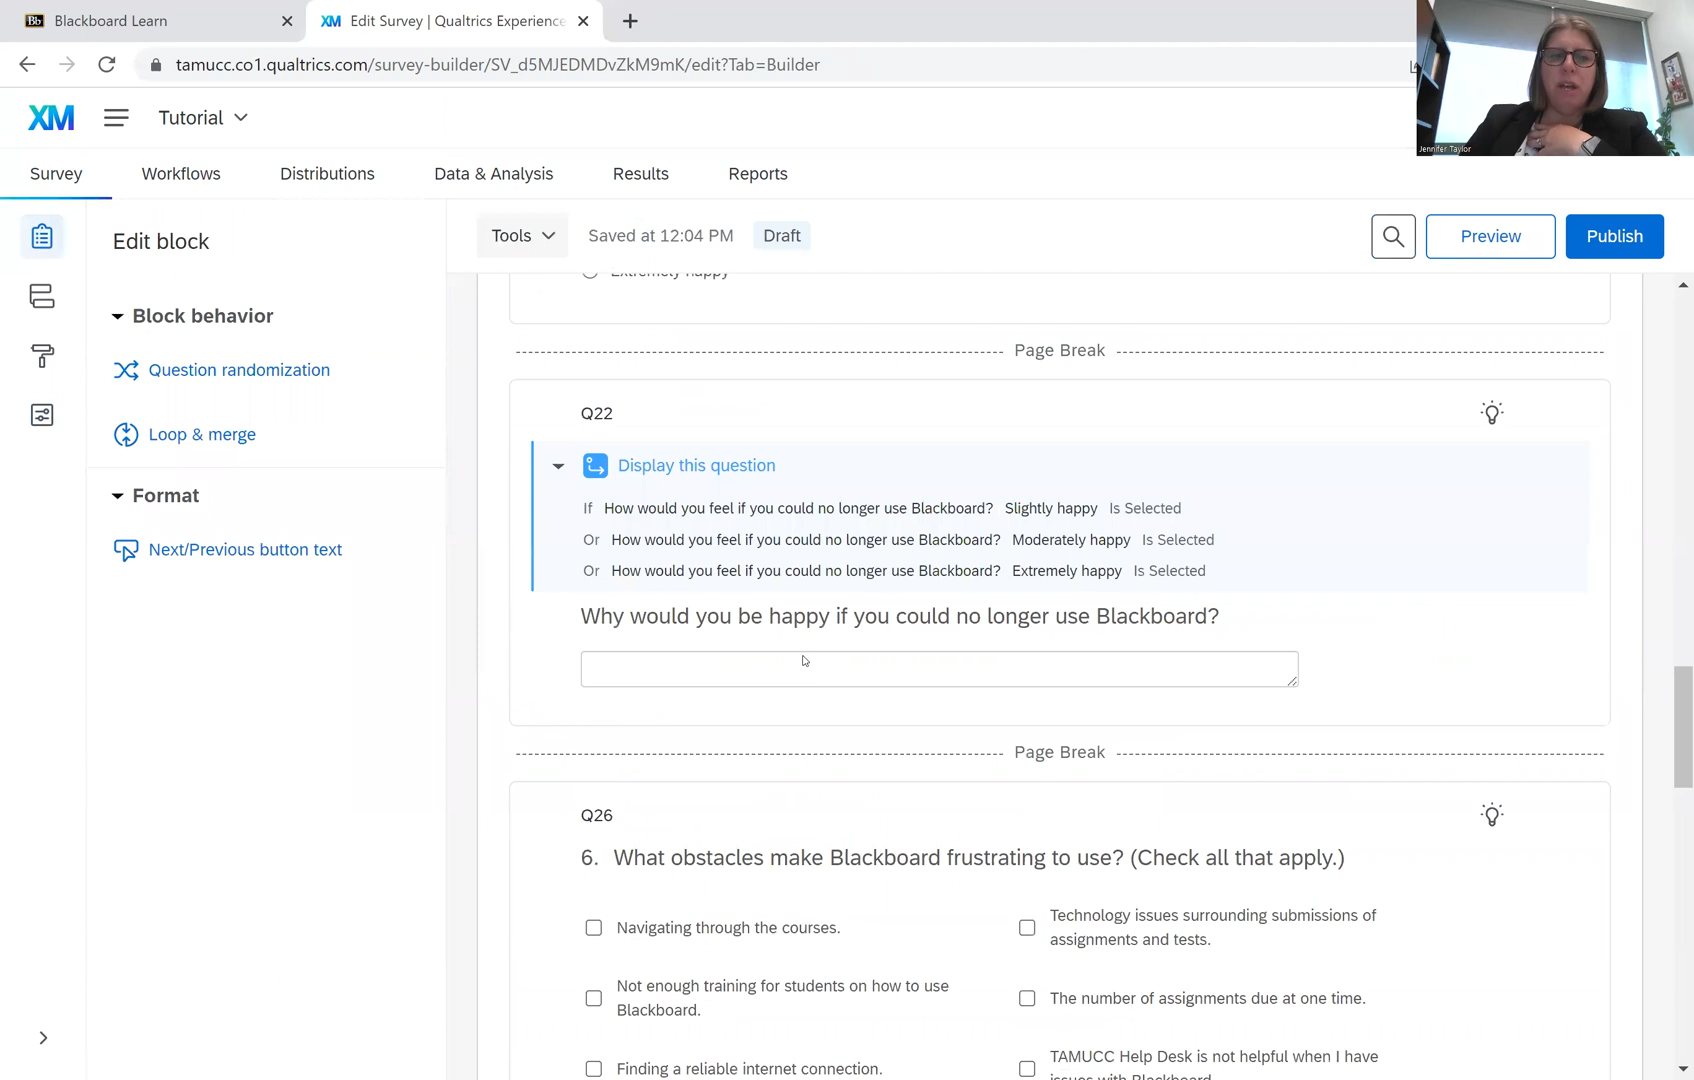 Bb Blackboard Learn
XM Edit Survey | Qualtrics Experience
tamucc.co1.qualtrics.com/survey-builder/SV_d5MJEDMDvZkM9mK/edit?Tab=Builder
Jennifer Taylor
XM Tutorial
Survey Workflows Distributions Data & Analysis Results Reports
Edit block
Tools Saved at 12:04 PM Draft Preview Publish
Extremely happy
Block behavior
Question randomization
Loop & merge
Format
Next/Previous button text
Page Break
Q22
Display this question
If How would you feel if you could no longer use Blackboard? Slightly happy Is Selected
Or How would you feel if you could no longer use Blackboard? Moderately happy Is Selected
Or How would you feel if you could no longer use Blackboard? Extremely happy Is Selected
Why would you be happy if you could no longer use Blackboard?
Page Break
Q26
6. What obstacles make Blackboard frustrating to use? (Check all that apply.)
Navigating through the courses.
Technology issues surrounding submissions of
assignments and tests.
Not enough training for students on how to use
Blackboard.
The number of assignments due at one time.
Finding a reliable internet connection.
TAMUCC Help Desk is not helpful when I have
issues with Blackboard.